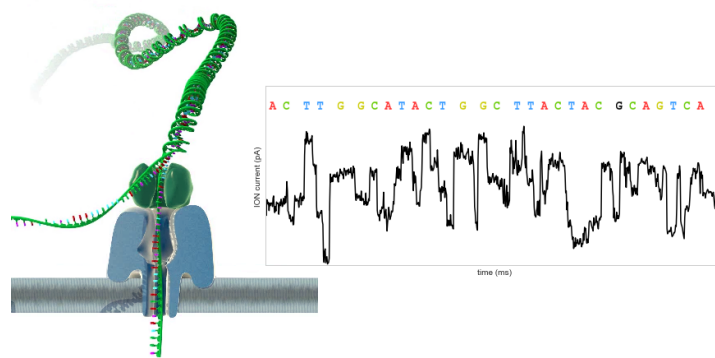 A C T T G G C A T A C T G G C T T A C T A C G C A G T C A
ION current (pA)
time (ms)